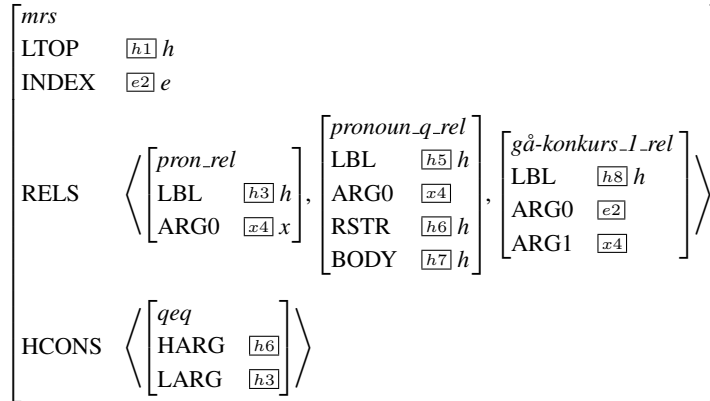 mrs
LTOP h1 h
INDEX e2 e
RELS ⟨ [pron_rel LBL h3 h ARG0 x4 x], [pronoun_q_rel LBL h5 h ARG0 x4 RSTR h6 h BODY h7 h], [gå-konkurs_1_rel LBL h8 h ARG0 e2 ARG1 x4] ⟩
HCONS ⟨ [qeq HARG h6 LARG h3] ⟩